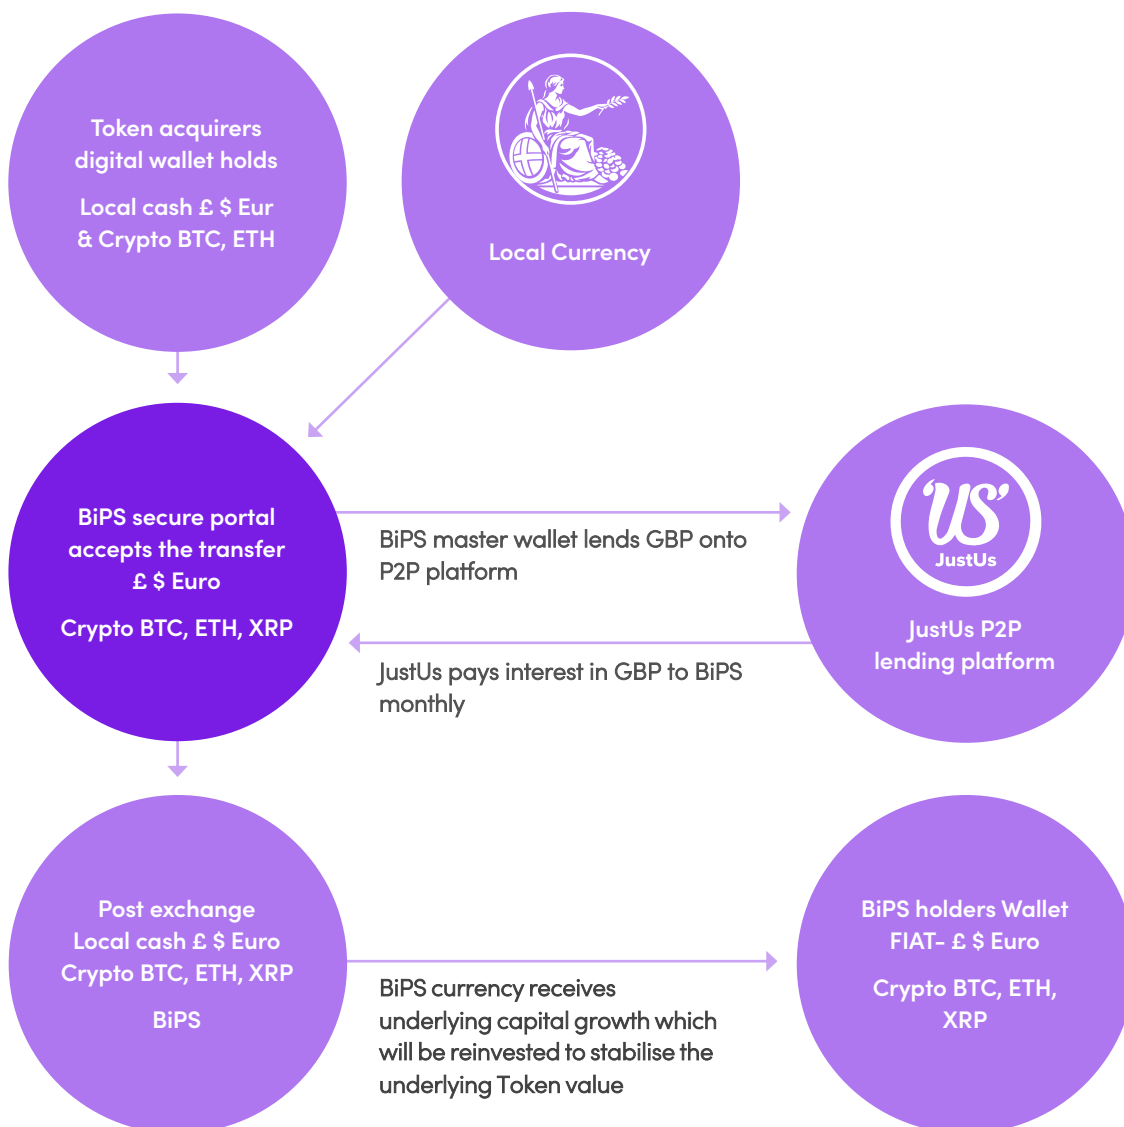 Token acquirers
digital wallet holds
Local cash £ $ Eur
& Crypto BTC, ETH
Local Currency
BiPS secure portal
accepts the transfer
£ $ Euro
Crypto BTC, ETH, XRP
BiPS master wallet lends GBP onto
P2P platform
JustUs pays interest in GBP to BiPS
monthly
'US'
JustUs
JustUs P2P
lending platform
Post exchange
Local cash £ $ Euro
Crypto BTC, ETH, XRP
BiPS
BiPS currency receives
underlying capital growth which
will be reinvested to stabilise the
underlying Token value
BiPS holders Wallet
FIAT- £ $ Euro
Crypto BTC, ETH,
XRP